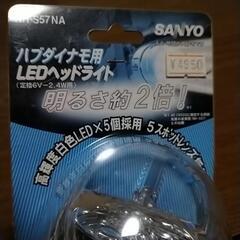 S57NA
SANYO
ハブダイナモ用
LEDヘッドライト
(定格6V-2.4W用)
¥4950
明るさ約2倍!
高輝度白色LED×5個採用 5スポットレンズ